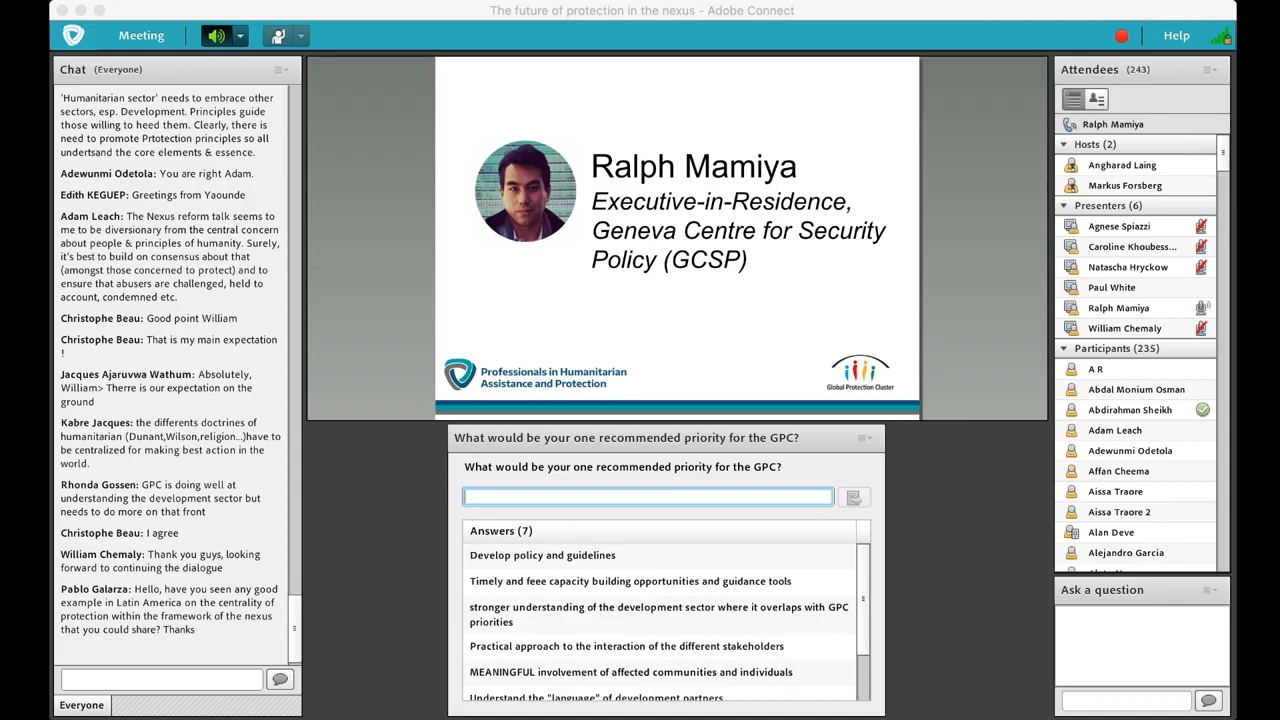 The future of protection in the nexus - Adobe Connect
Meeting
Help
Chat (Everyone)
'Humanitarian sector' needs to embrace other
sectors, esp. Development. Principles guide
those willing to heed them. Clearly, there is
need to promote Prtotection principles so all
undertsand the core elements & essence.
Adewunmi Odetola: You are right Adam.
Edith KEGUEP: Greetings from Yaounde
Adam Leach: The Nexus reform talk seems to
me to be diversionary from the central concern
about people & principles of humanity. Surely,
it's best to build on consensus about that
(amongst those concerned to protect) and to
ensure that abusers are challenged, held to
account, condemned etc.
Christophe Beau: Good point William
Christophe Beau: That is my main expectation
!
Jacques Ajaruvwa Wathum: Absolutely,
William> Therre is our expectation on the
ground
Kabre Jacques: the differents doctrines of
humanitarian (Dunant,Wilson,religion...)have to
be centralized for making best action in the
world.
Rhonda Gossen: GPC is doing well at
understanding the development sector but
needs to do more on that front
Christophe Beau: I agree
William Chemaly: Thank you guys, looking
forward to continuing the dialogue
Pablo Galarza: Hello, have you seen any good
example in Latin America on the centrality of
protection within the framework of the nexus
that you could share? Thanks
Everyone
Ralph Mamiya
Executive-in-Residence,
Geneva Centre for Security
Policy (GCSP)
Professionals in Humanitarian
Assistance and Protection
Global Protection Cluster
What would be your one recommended priority for the GPC?
What would be your one recommended priority for the GPC?
Answers (7)
Develop policy and guidelines
Timely and feee capacity building opportunities and guidance tools
stronger understanding of the development sector where it overlaps with GPC
priorities
Practical approach to the interaction of the different stakeholders
MEANINGFUL involvement of affected communities and individuals
Understand the "language" of development partners
Attendees (243)
Ralph Mamiya
Hosts (2)
Angharad Laing
Markus Forsberg
Presenters (6)
Agnese Spiazzi
Caroline Khoubess...
Natascha Hryckow
Paul White
Ralph Mamiya
William Chemaly
Participants (235)
A R
Abdal Monium Osman
Abdirahman Sheikh
Adam Leach
Adewunmi Odetola
Affan Cheema
Aissa Traore
Aissa Traore 2
Alan Deve
Alejandro Garcia
Ask a question